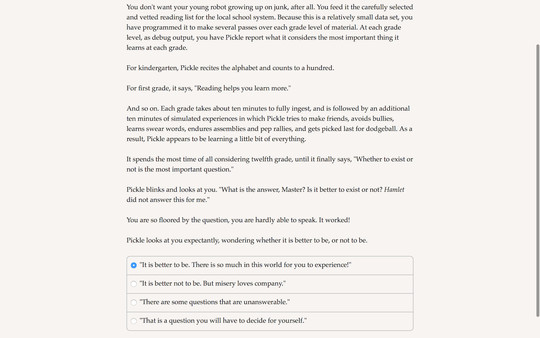 You don't want your young robot growing up on junk, after all. You feed it the carefully selected
and vetted reading list for the local school system. Because this is a relatively small data set, you
have programmed it to make several passes over each grade level of material. At each grade
level, as debug output, you have Pickle report what it considers the most important thing it
learns at each grade.
For kindergarten, Pickle recites the alphabet and counts to a hundred.
For first grade, it says, "Reading helps you learn more."
And so on. Each grade takes about ten minutes to fully ingest, and is followed by an additional
ten minutes of simulated experiences in which Pickle tries to make friends, avoids bullies,
learns swear words, endures assemblies and pep rallies, and gets picked last for dodgeball. As a
result, Pickle appears to be learning a little bit of everything.
It spends the most time of all considering twelfth grade, until it finally says, "Whether to exist or
not is the most important question."
Pickle blinks and looks at you. "What is the answer, Master? Is it better to exist or not? Hamlet
did not answer this for me."
You are so floored by the question, you are hardly able to speak. It worked!
Pickle looks at you expectantly, wondering whether it is better to be, or not to be.
"It is better to be. There is so much in this world for you to experience!"
"It is better not to be. But misery loves company."
"There are some questions that are unanswerable."
"That is a question you will have to decide for yourself."